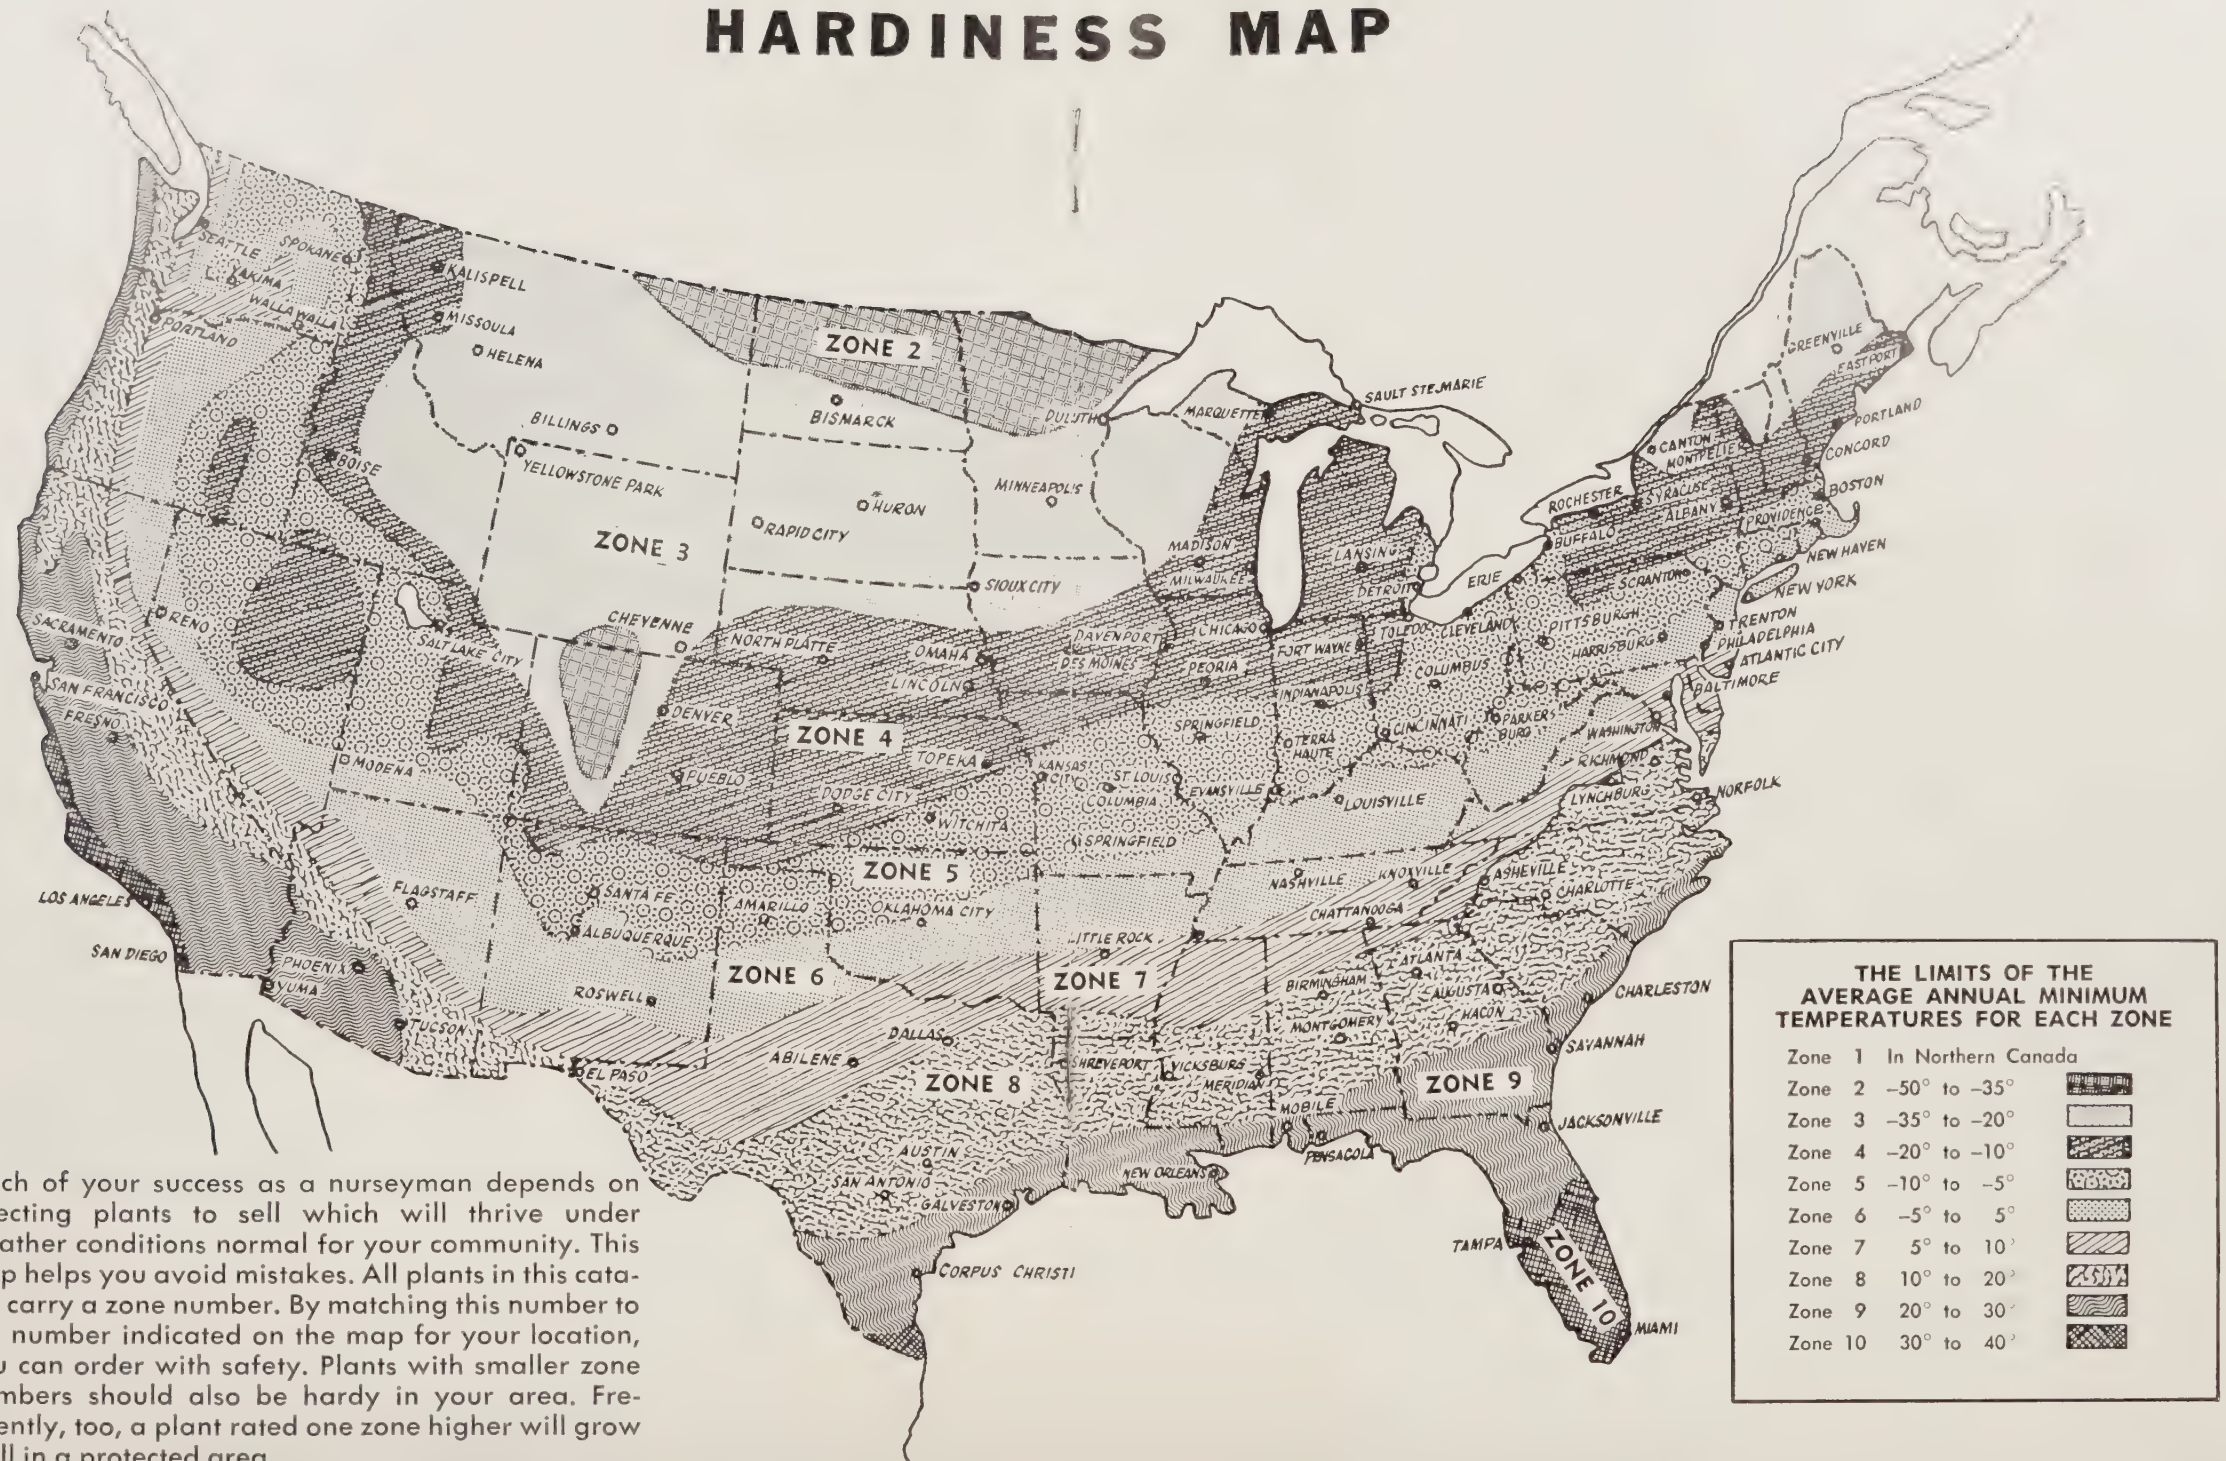 HARDINESS MAP
SEATTLE
SPOKANE
YAKIMA
WALLA WALLA
PORTLAND
KALISPELL
MISSOULA
HELENA
BILLINGS
BOISE
YELLOWSTONE PARK
ZONE 2
BISMARCK
DULUTH
MARQUETTE
SAULT STE.MARIE
GREENVILLE
EASTPORT
PORTLAND
CONCORD
CANTON
MONTPELIER
BOSTON
ROCHESTER
SYRACUSE
ALBANY
PROVIDENCE
BUFFALO
NEW HAVEN
NEW YORK
ZONE 3
RAPID CITY
HURON
MINNEAPOLIS
SIOUX CITY
MADISON
MILWAUKEE
LANSING
DETROIT
ERIE
SCRANTON
TRENTON
PHILADELPHIA
ATLANTIC CITY
BALTIMORE
RENO
SACRAMENTO
SAN FRANCISCO
FRESNO
SALT LAKE CITY
CHEYENNE
NORTH PLATTE
OMAHA
LINCOLN
DAVENPORT
DES MOINES
CHICAGO
PEORIA
FORT WAYNE
TOLEDO
CLEVELAND
PITTSBURGH
HARRISBURG
COLUMBUS
INDIANAPOLIS
DENVER
ZONE 4
TOPEKA
SPRINGFIELD
TERRA
HAUTE
CINCINNATI
PARKERS
BURG
WASHINGTON
RICHMOND
MODENA
PUEBLO
DODGE CITY
WITCHITA
KANSAS
CITY
ST LOUIS
COLUMBIA
EVANSVILLE
LOUISVILLE
LYNCHBURG
NORFOLK
SPRINGFIELD
ZONE 5
FLAGSTAFF
SANTA FE
AMARILLO
OKLAHOMA CITY
NASHVILLE
KNOXVILLE
ASHEVILLE
CHARLOTTE
LOS ANGELES
SAN DIEGO
ALBUQUERQUE
LITTLE ROCK
CHATTANOOGA
PHOENIX
YUMA
ZONE 6
ZONE 7
ROSWELL
BIRMINGHAM
ATLANTA
AUGUSTA
CHARLESTON
TUCSON
DALLAS
ABILENE
MONTGOMERY
HACON
SAVANNAH
EL PASO
ZONE 8
SHREVEPORT
VICKSBURG
MERIDIAN
ZONE 9
MOBILE
JACKSONVILLE
PENSACOLA
AUSTIN
SAN ANTONIO
GALVESTON
NEW ORLEANS
CORPUS CHRISTI
TAMPA
ZONE 10
MIAMI
THE LIMITS OF THE
AVERAGE ANNUAL MINIMUM
TEMPERATURES FOR EACH ZONE
Zone 1 In Northern Canada
Zone 2 –50° to –35°
Zone 3 –35° to –20°
Zone 4 –20° to –10°
Zone 5 –10° to –5°
Zone 6 –5° to 5°
Zone 7 5° to 10°
Zone 8 10° to 20°
Zone 9 20° to 30°
Zone 10 30° to 40°
ch of your success as a nurseyman depends on
ecting plants to sell which will thrive under
ather conditions normal for your community. This
p helps you avoid mistakes. All plants in this cata-
carry a zone number. By matching this number to
number indicated on the map for your location,
u can order with safety. Plants with smaller zone
mbers should also be hardy in your area. Fre-
ently, too, a plant rated one zone higher will grow
ll in a protected area